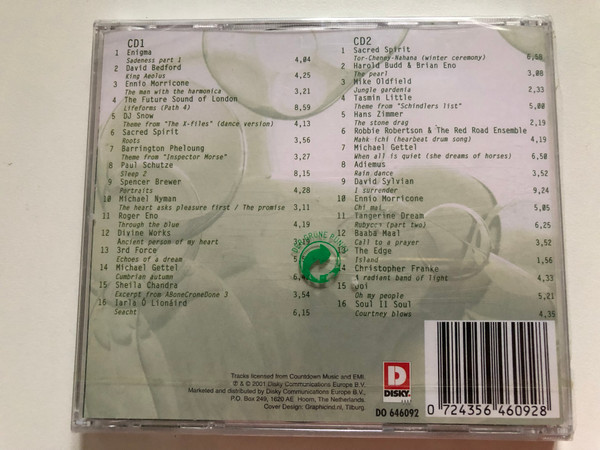 CD1
1 Enigma
Sadeness part 1 4,04
2 David Bedford
King Aeolus 4,25
3 Ennio Morricone
The man with the harmonica 3,21
4 The Future Sound of London
Lifeforms (Path 4) 8,59
5 DJ Snow
Theme from "The X-files" (dance version) 4,13
6 Sacred Spirit
Roots 3,56
7 Barrington Pheloung
Theme from "Inspector Morse" 3,27
8 Paul Schutze
Sleep 2 8,15
9 Spencer Brewer
Portraits 4,28
10 Michael Nyman
The heart asks pleasure first / The promise 3,11
11 Roger Eno
Through the blue 4,19
12 Divine Works
Ancient person of my heart
13 3rd Force
Echoes of a dream
14 Michael Gettel
Cumbrian autumn
15 Sheila Chandra
Excerpt from ABoneCroneDone 3 3,54
16 Iarla Ó Lionáird
Seacht 6,15
CD2
1 Sacred Spirit
Tor-Cheney-Nahana (winter ceremony) 6,58
2 Harold Budd & Brian Eno
The pearl 3,08
3 Mike Oldfield
Jungle gardenia 2,33
4 Tasmin Little
Theme from "Schindlers list" 5,00
5 Hans Zimmer
The stone drag 2,19
6 Robbie Robertson & The Red Road Ensemble
Mahk ichi (hearbeat drum song) 4,19
7 Michael Gettel
When all is quiet (she dreams of horses) 6,50
8 Adiemus
Rain dance 3,52
9 David Sylvian
I surrender 9,24
10 Ennio Morricone
Chi mai 5,05
11 Tangerine Dream
Rubycon (part two) 6,25
12 Baaba Maal
Call to a prayer 3,52
13 The Edge
Island 1,56
14 Christopher Franke
A radiant band of light 4,33
15 Joi
Oh my people 5,21
16 Soul II Soul
Courtney blows 4,35
DER GRÜNE PUNKT
Tracks licensed from Countdown Music and EMI.
℗ & © 2001 Disky Communications Europe B.V.
Marketed and distributed by Disky Communications Europe B.V.,
P.O. Box 249, 1620 AE Hoorn, The Netherlands.
Cover Design: Graphicind.nl, Tilburg.
D
DISKY
DO 646092
0 724356 460928